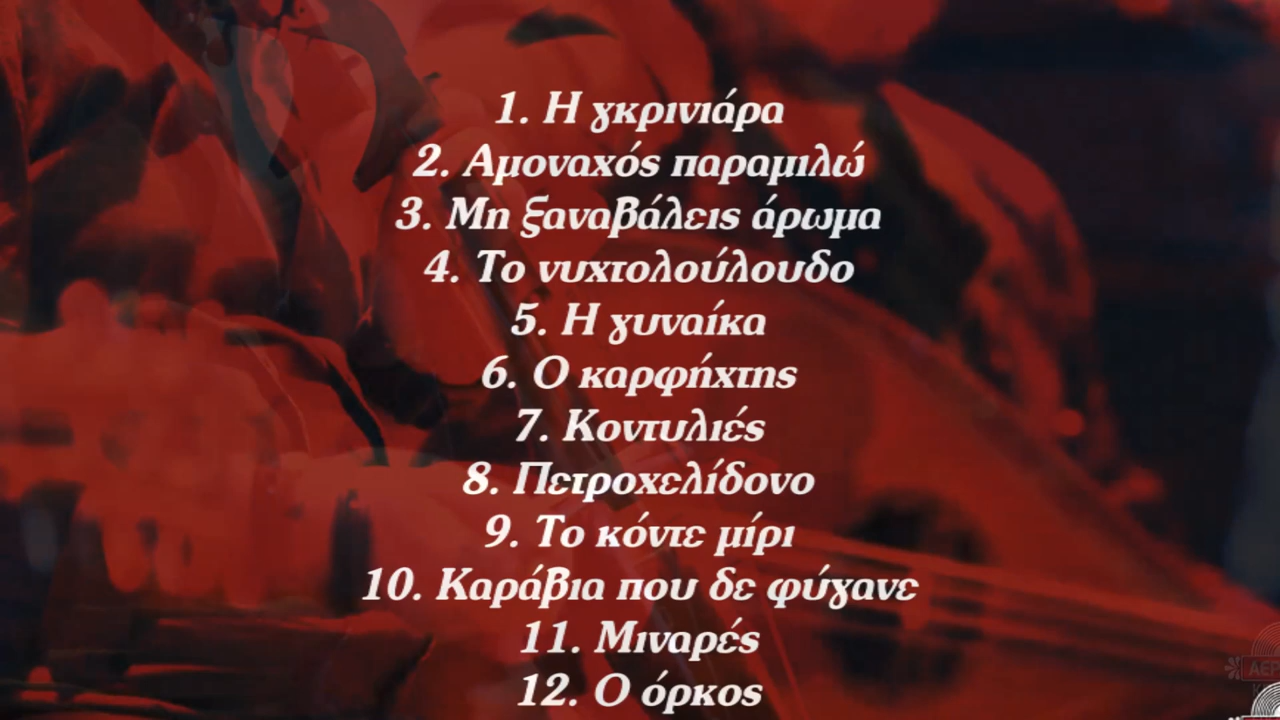 1. Η γκρινιάρα
2. Αμοναχός παραμιλώ
3. Μη ξαναβάλεις άρωμα
4. Το νυχτολούλουδο
5. Η γυναίκα
6. Ο καρφήχτης
7. Κοντυλιές
8. Πετροχελίδονο
9. Το κόντε μίρι
10. Καράβια που δε φύγανε
11. Μιναρές
12. Ο όρκος